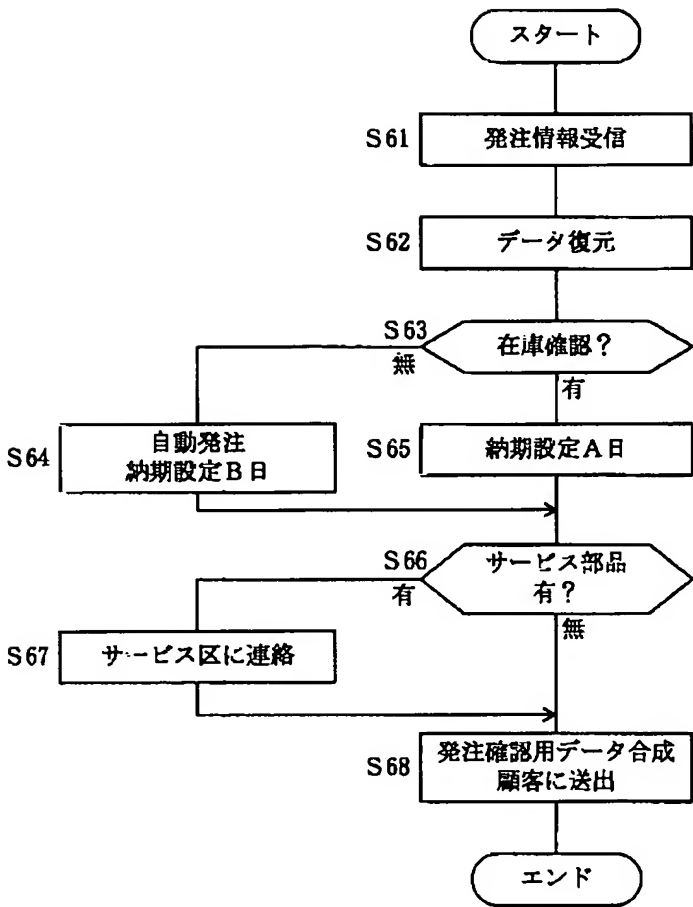 スタート
S61
発注情報受信
S62
データ復元
S63
在庫確認？
無
有
S64
自動発注
納期設定B日
S65
納期設定A日
S66
サービス部品
有？
有
無
S67
サービス区に連絡
S68
発注確認用データ合成
顧客に送出
エンド